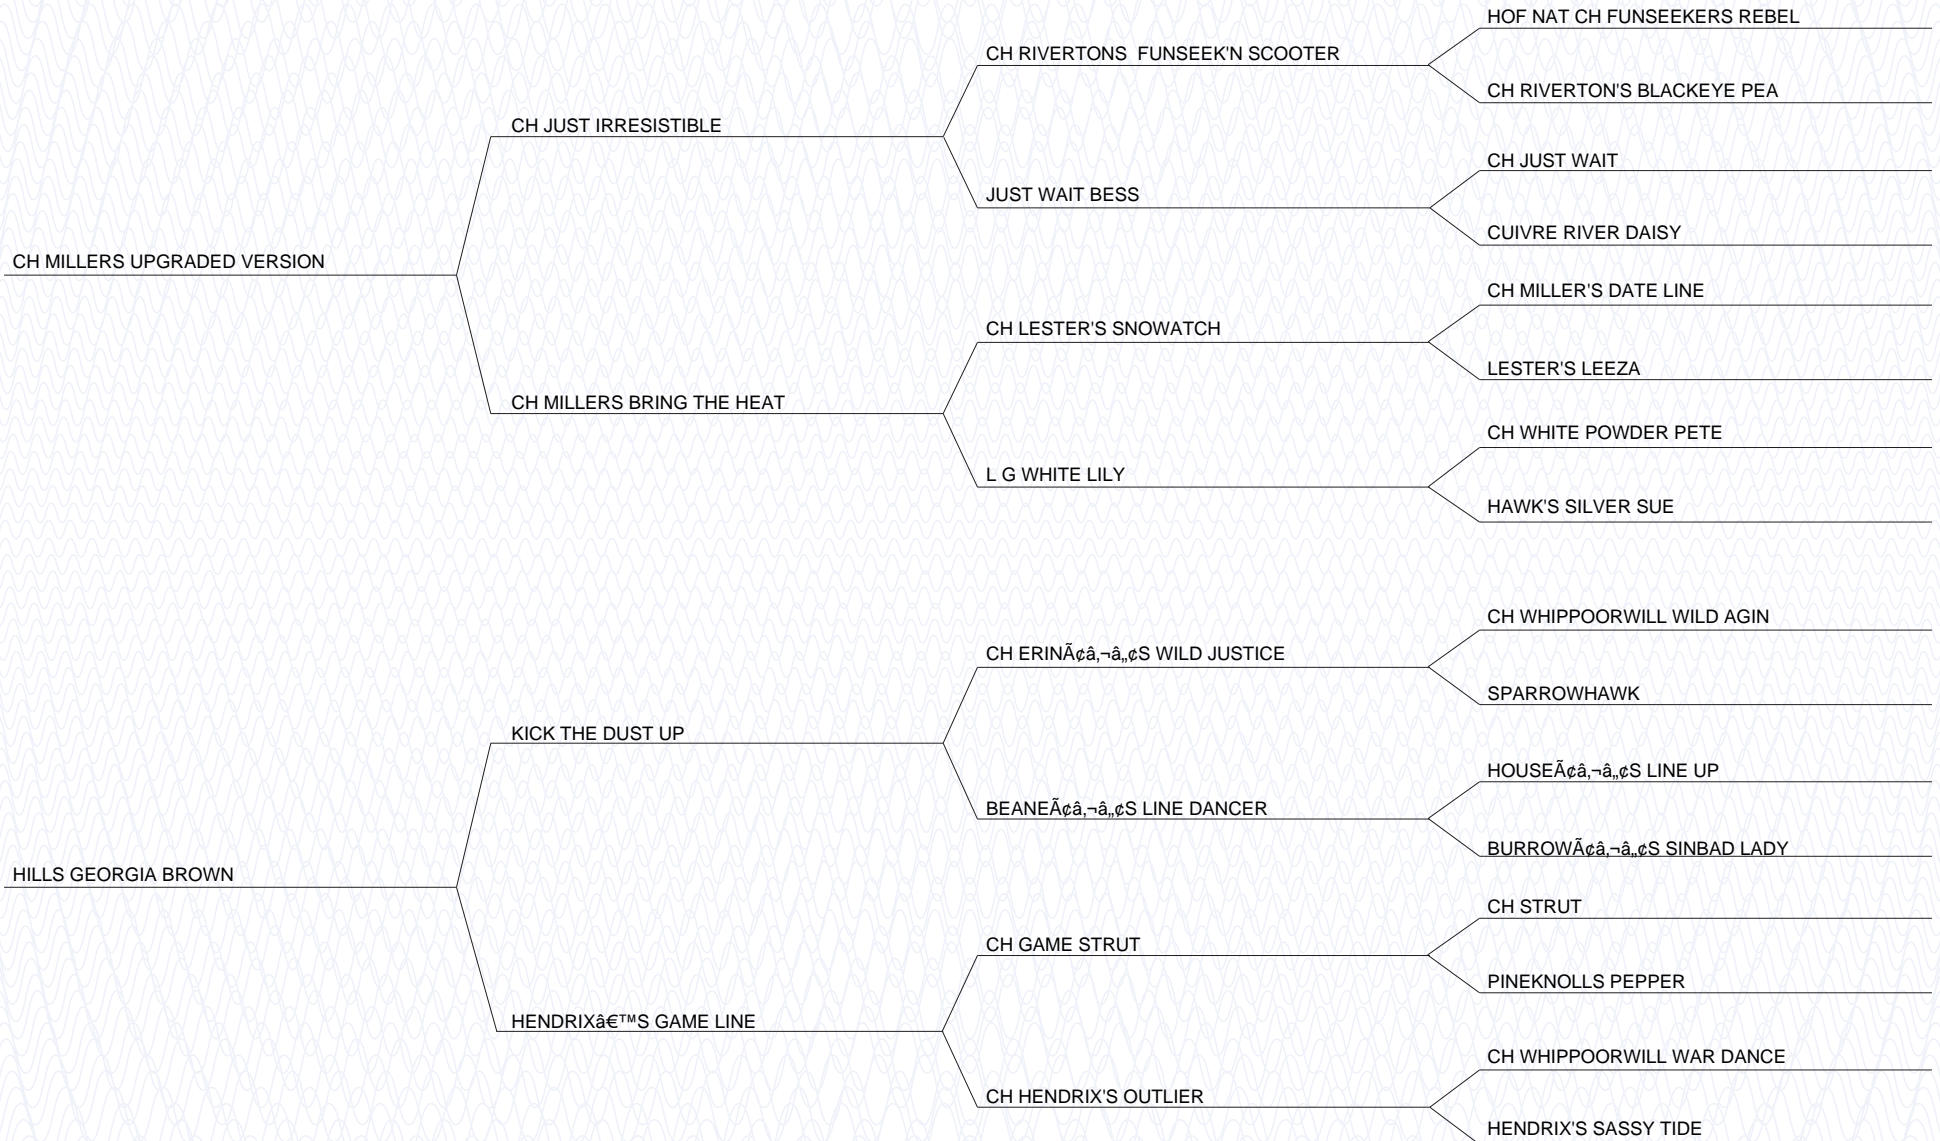 HOF NAT CH FUNSEEKERS REBEL
CH RIVERTONS  FUNSEEK'N SCOOTER
CH RIVERTON'S BLACKEYE PEA
CH JUST IRRESISTIBLE
CH JUST WAIT
JUST WAIT BESS
CUIVRE RIVER DAISY
CH MILLERS UPGRADED VERSION
CH MILLER'S DATE LINE
CH LESTER'S SNOWATCH
LESTER'S LEEZA
CH MILLERS BRING THE HEAT
CH WHITE POWDER PETE
L G WHITE LILY
HAWK'S SILVER SUE
CH WHIPPOORWILL WILD AGIN
CH ERINÃ¢â‚¬â„¢S WILD JUSTICE
SPARROWHAWK
KICK THE DUST UP
HOUSEÃ¢â‚¬â„¢S LINE UP
BEANEÃ¢â‚¬â„¢S LINE DANCER
BURROWÃ¢â‚¬â„¢S SINBAD LADY
HILLS GEORGIA BROWN
CH STRUT
CH GAME STRUT
PINEKNOLLS PEPPER
HENDRIXâ€™S GAME LINE
CH WHIPPOORWILL WAR DANCE
CH HENDRIX'S OUTLIER
HENDRIX'S SASSY TIDE